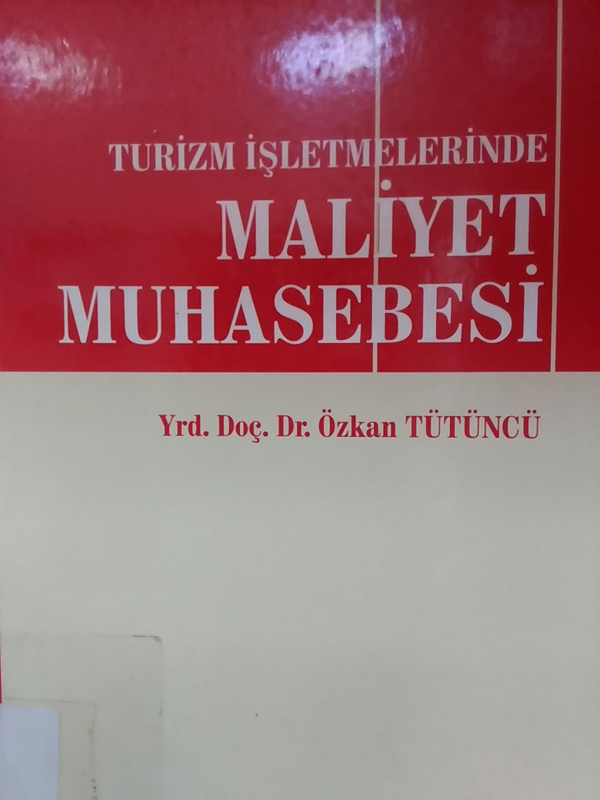 TURİZM İŞLETMELERİNDE
MALİYET
MUHASEBESİ
Yrd. Doç. Dr. Özkan TÜTÜNCÜ